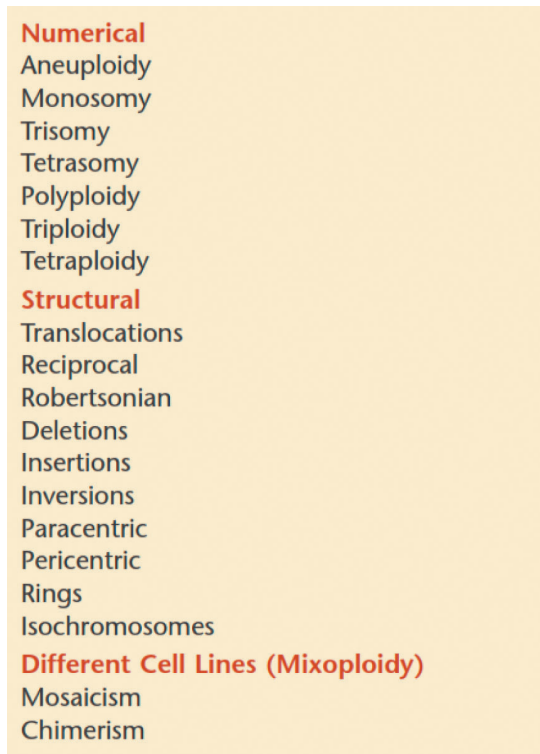 Numerical
Aneuploidy
Monosomy
Trisomy
Tetrasomy
Polyploidy
Triploidy
Tetraploidy
Structural
Translocations
Reciprocal
Robertsonian
Deletions
Insertions
Inversions
Paracentric
Pericentric
Rings
Isochromosomes
Different Cell Lines (Mixoploidy)
Mosaicism
Chimerism